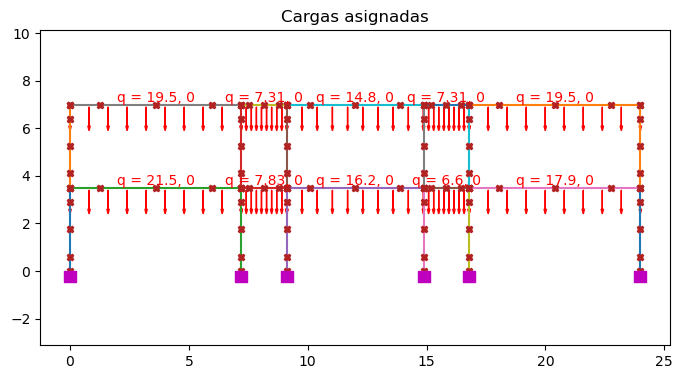 Cargas asignadas
10
8
q = 19.5, 0 q = 7.31, 0 q = 14.8, 0 q = 7.31, 0 q = 19.5, 0
6
4
q = 21.5, 0 q = 7.83, 0 q = 16.2, 0 q = 6.6, 0 q = 17.9, 0
2
0
−2
0 5 10 15 20 25